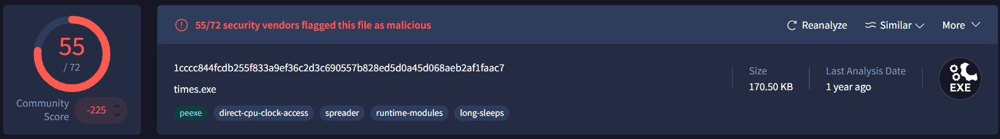 55
/ 72
Community Score
-225
55/72 security vendors flagged this file as malicious
Reanalyze
Similar
More
1cccc844fcdb255f833a9ef36c2d3c690557b828ed5d0a45d068aeb2af1faac7
times.exe
peexe direct-cpu-clock-access spreader runtime-modules long-sleeps
Size
170.50 KB
Last Analysis Date
1 year ago
EXE